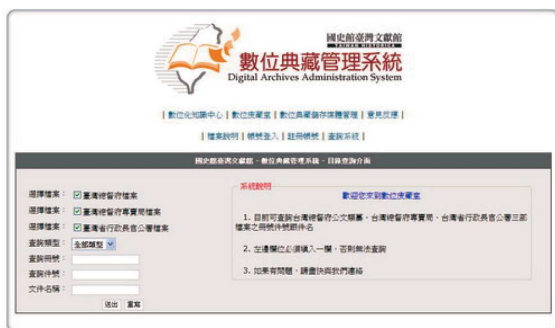 國史館臺灣文獻館
TAIWAN HISTORICA
數位典藏管理系統
Digital Archives Administration System
| 數位化知識中心 | 數位庋藏室 | 數位典藏儲存媒體管理 | 意見反應 |
| 檔案說明 | 帳號登入 | 註冊帳號 | 查詢系統 |
國史館臺灣文獻館 - 數位典藏管理系統 - 目錄查詢介面
選擇檔案： 臺灣總督府檔案
選擇檔案： 臺灣總督府專賣局檔案
選擇檔案： 臺灣省行政長官公署檔案
查詢類型： 全部類型
查詢冊號：
查詢件號：
文件名稱：
送出 重寫
系統說明
歡迎您來到數位庋藏室
1. 目前可查詢台灣總督府公文類纂、台灣總督府專賣局、台灣省行政長官公署三部
檔案之冊號件號跟件名
2. 左邊欄位必須填入一欄，否則無法查詢
3. 如果有問題，請盡快與我們連絡